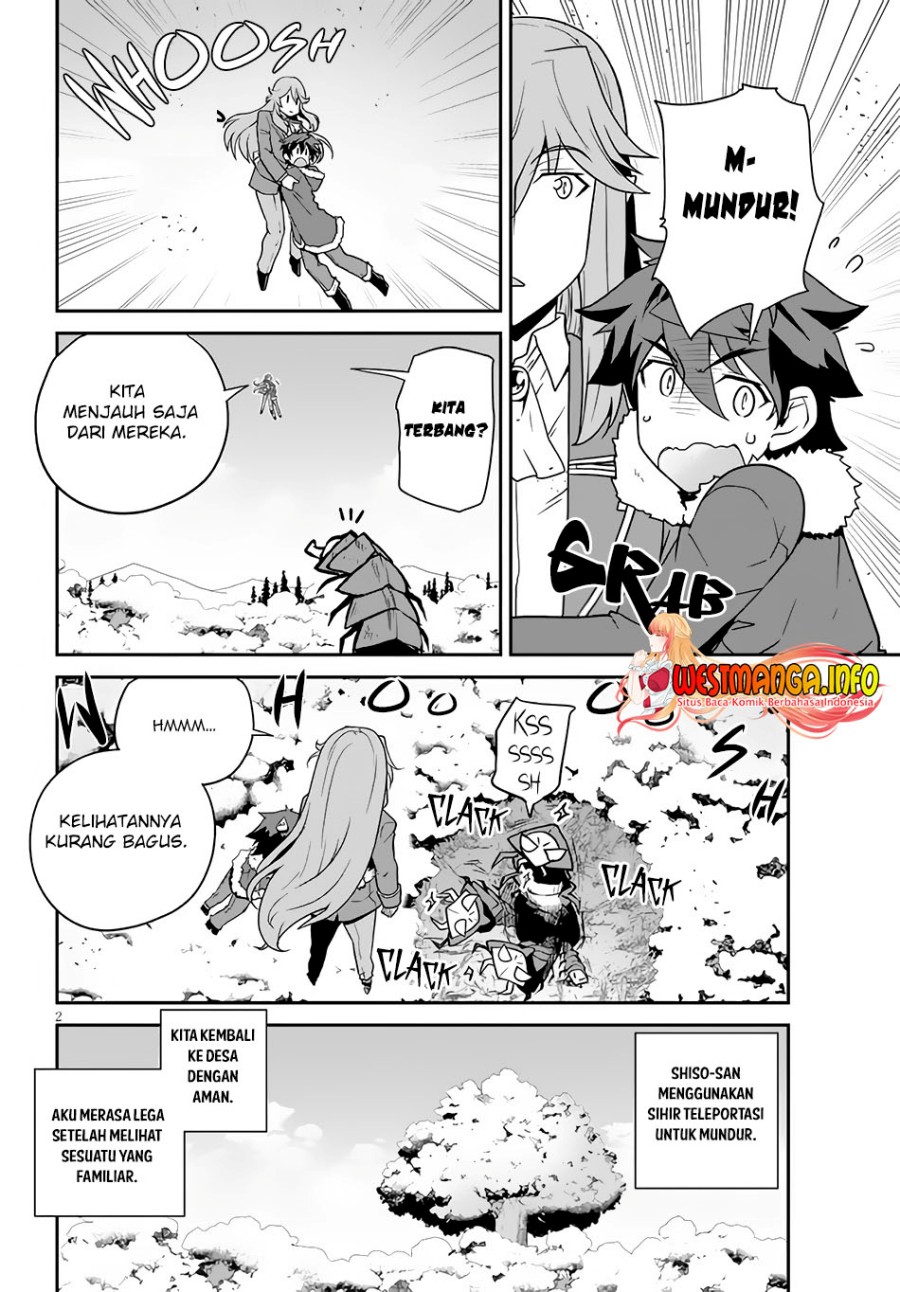 M-
MUNDUR!
GRAB
WHOOSH
KITA
TERBANG?
KITA
MENJAUH SAJA
DARI MEREKA.
WESTMANGA.INFO
Situs Baca Komik Berbahasa Indonesia
WHOOSH
KSS
SSSS
SH
CLACK
CLACK
CLACK
HMMM...
KELIHATANNYA
KURANG BAGUS.
2
SHISO-SAN
MENGGUNAKAN
SIHIR TELEPORTASI
UNTUK MUNDUR.
KITA KEMBALI
KE DESA
DENGAN
AMAN.
AKU MERASA LEGA
SETELAH MELIHAT
SESUATU YANG
FAMILIAR.